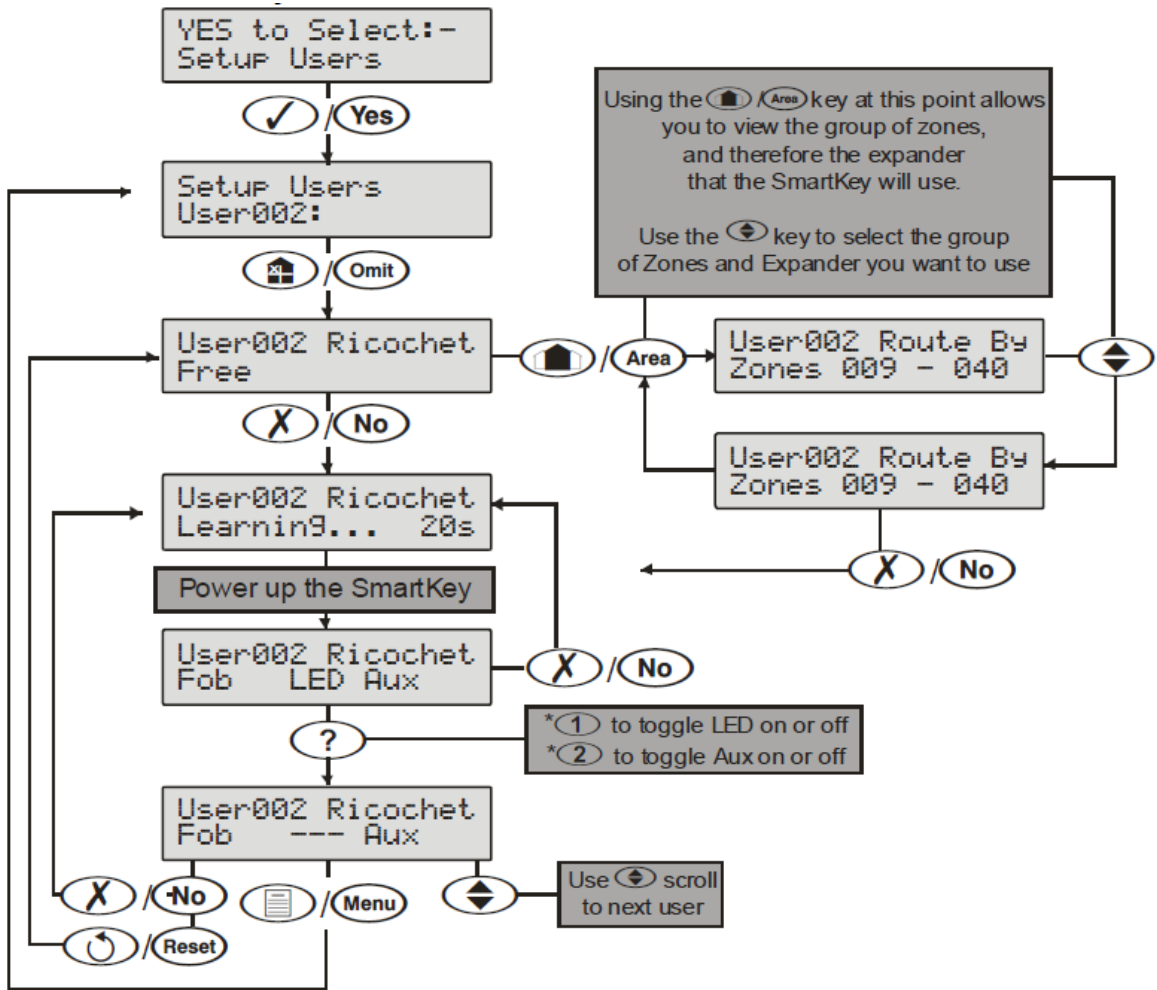 YES to Select:-
Setup Users
✓ / Yes
Setup Users
User002:
/ Omit
User002 Ricochet
Free
/ Area
✗ / No
User002 Ricochet
Learning... 20s
Power up the SmartKey
User002 Ricochet
Fob LED Aux
✗ / No
?
*1 to toggle LED on or off
*2 to toggle Aux on or off
User002 Ricochet
Fob --- Aux
✗ / No
/ Menu
/ Reset
Use scroll
to next user
Using the / Area key at this point allows
you to view the group of zones,
and therefore the expander
that the SmartKey will use.
Use the key to select the group
of Zones and Expander you want to use
User002 Route By
Zones 009 - 040
User002 Route By
Zones 009 - 040
✗ / No